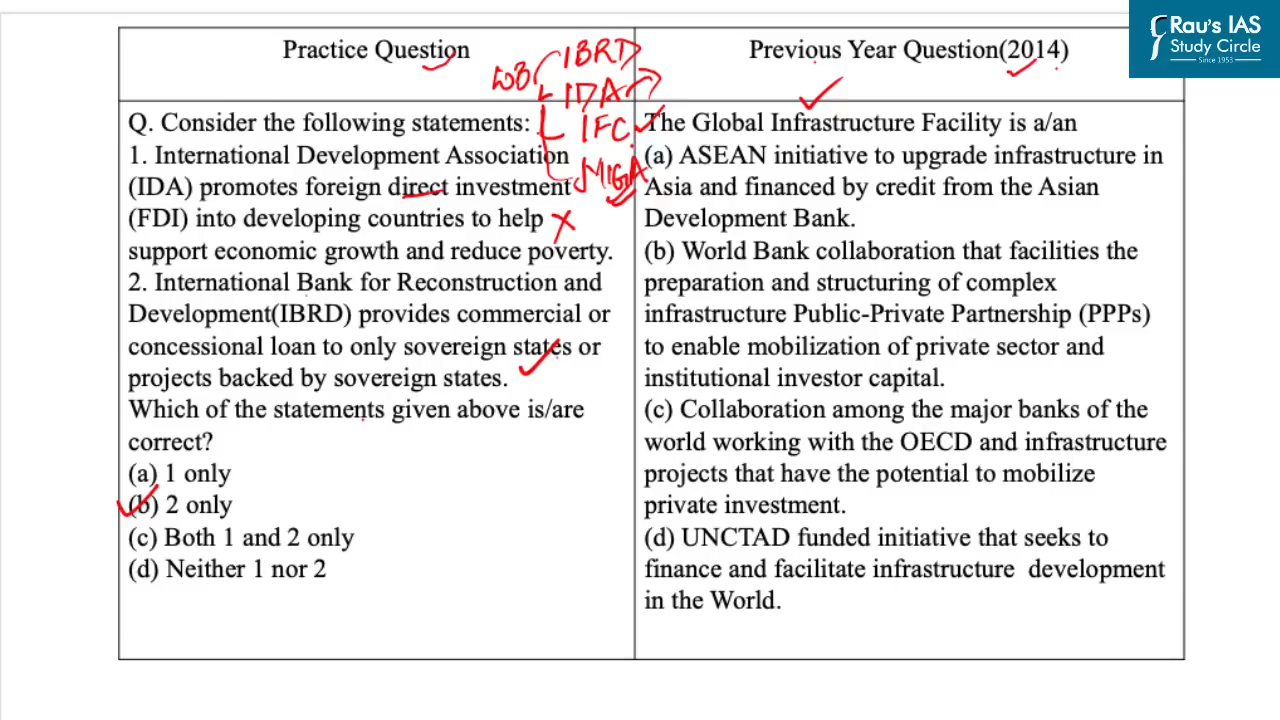 Rau's IAS
Study Circle
Since 1953
Practice Question
Previous Year Question(2014)
WB
IBRD
IDA
IFC
MIGA
Q. Consider the following statements:
1. International Development Association
(IDA) promotes foreign direct investment
(FDI) into developing countries to help
support economic growth and reduce poverty.
2. International Bank for Reconstruction and
Development(IBRD) provides commercial or
concessional loan to only sovereign states or
projects backed by sovereign states.
Which of the statements given above is/are
correct?
(a) 1 only
(b) 2 only
(c) Both 1 and 2 only
(d) Neither 1 nor 2
The Global Infrastructure Facility is a/an
(a) ASEAN initiative to upgrade infrastructure in
Asia and financed by credit from the Asian
Development Bank.
(b) World Bank collaboration that facilities the
preparation and structuring of complex
infrastructure Public-Private Partnership (PPPs)
to enable mobilization of private sector and
institutional investor capital.
(c) Collaboration among the major banks of the
world working with the OECD and infrastructure
projects that have the potential to mobilize
private investment.
(d) UNCTAD funded initiative that seeks to
finance and facilitate infrastructure development
in the World.